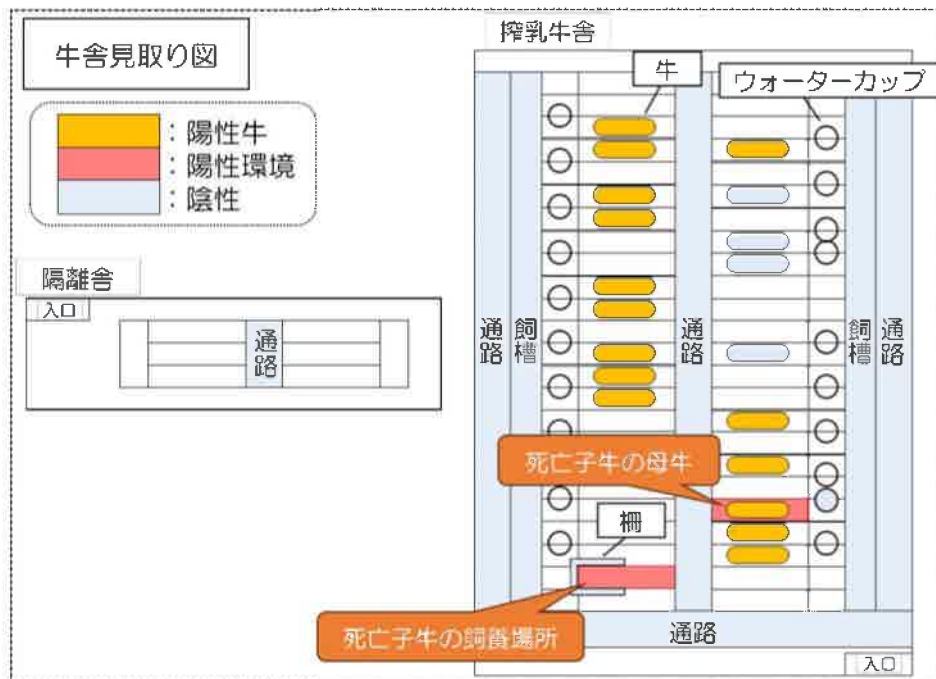 牛舎見取り図
：陽性牛
：陽性環境
：陰性
隔離舎
入口
通路
搾乳牛舎
牛
ウォーターカップ
通路
飼槽
通路
飼槽
通路
死亡子牛の母牛
柵
死亡子牛の飼養場所
通路
入口